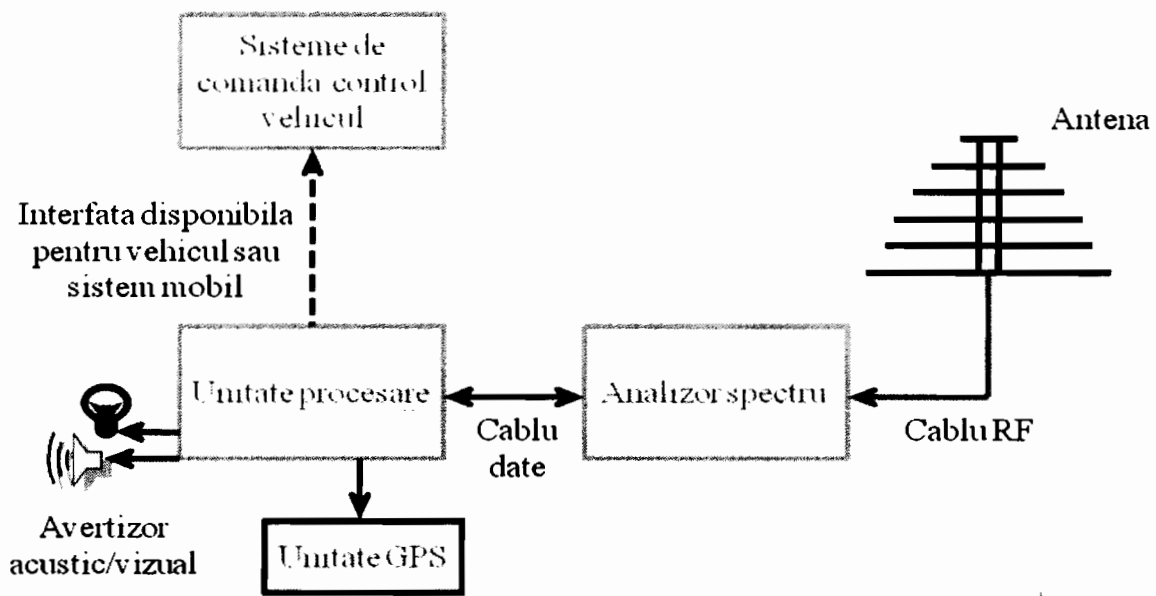 Sisteme de
comanda control
vehicul
Antena
Interfata disponibila
pentru vehicul sau
sistem mobil
Unitate procesare
Analizor spectru
Cablu
date
Cablu RF
Avertizor
acustic/vizual
Unitate GPS